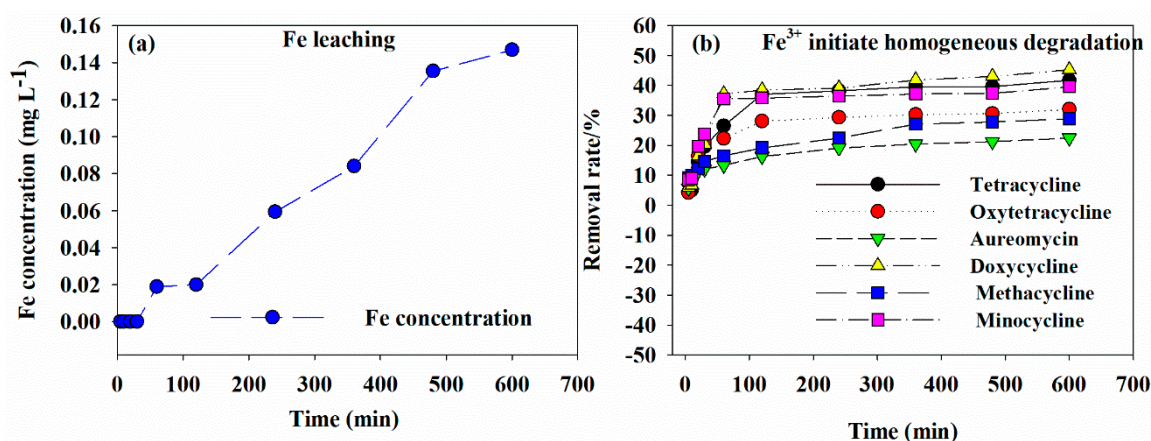 (a)
Fe leaching
Fe concentration (mg L⁻¹)
0.16
0.14
0.12
0.10
0.08
0.06
0.04
0.02
0.00
Fe concentration
0 100 200 300 400 500 600 700
Time (min)
(b)
Fe³⁺ initiate homogeneous degradation
Removal rate/%
60
50
40
30
20
10
0
-10
-20
-30
-40
-50
Tetracycline
Oxytetracycline
Aureomycin
Doxycycline
Methacycline
Minocycline
0 100 200 300 400 500 600 700
Time (min)